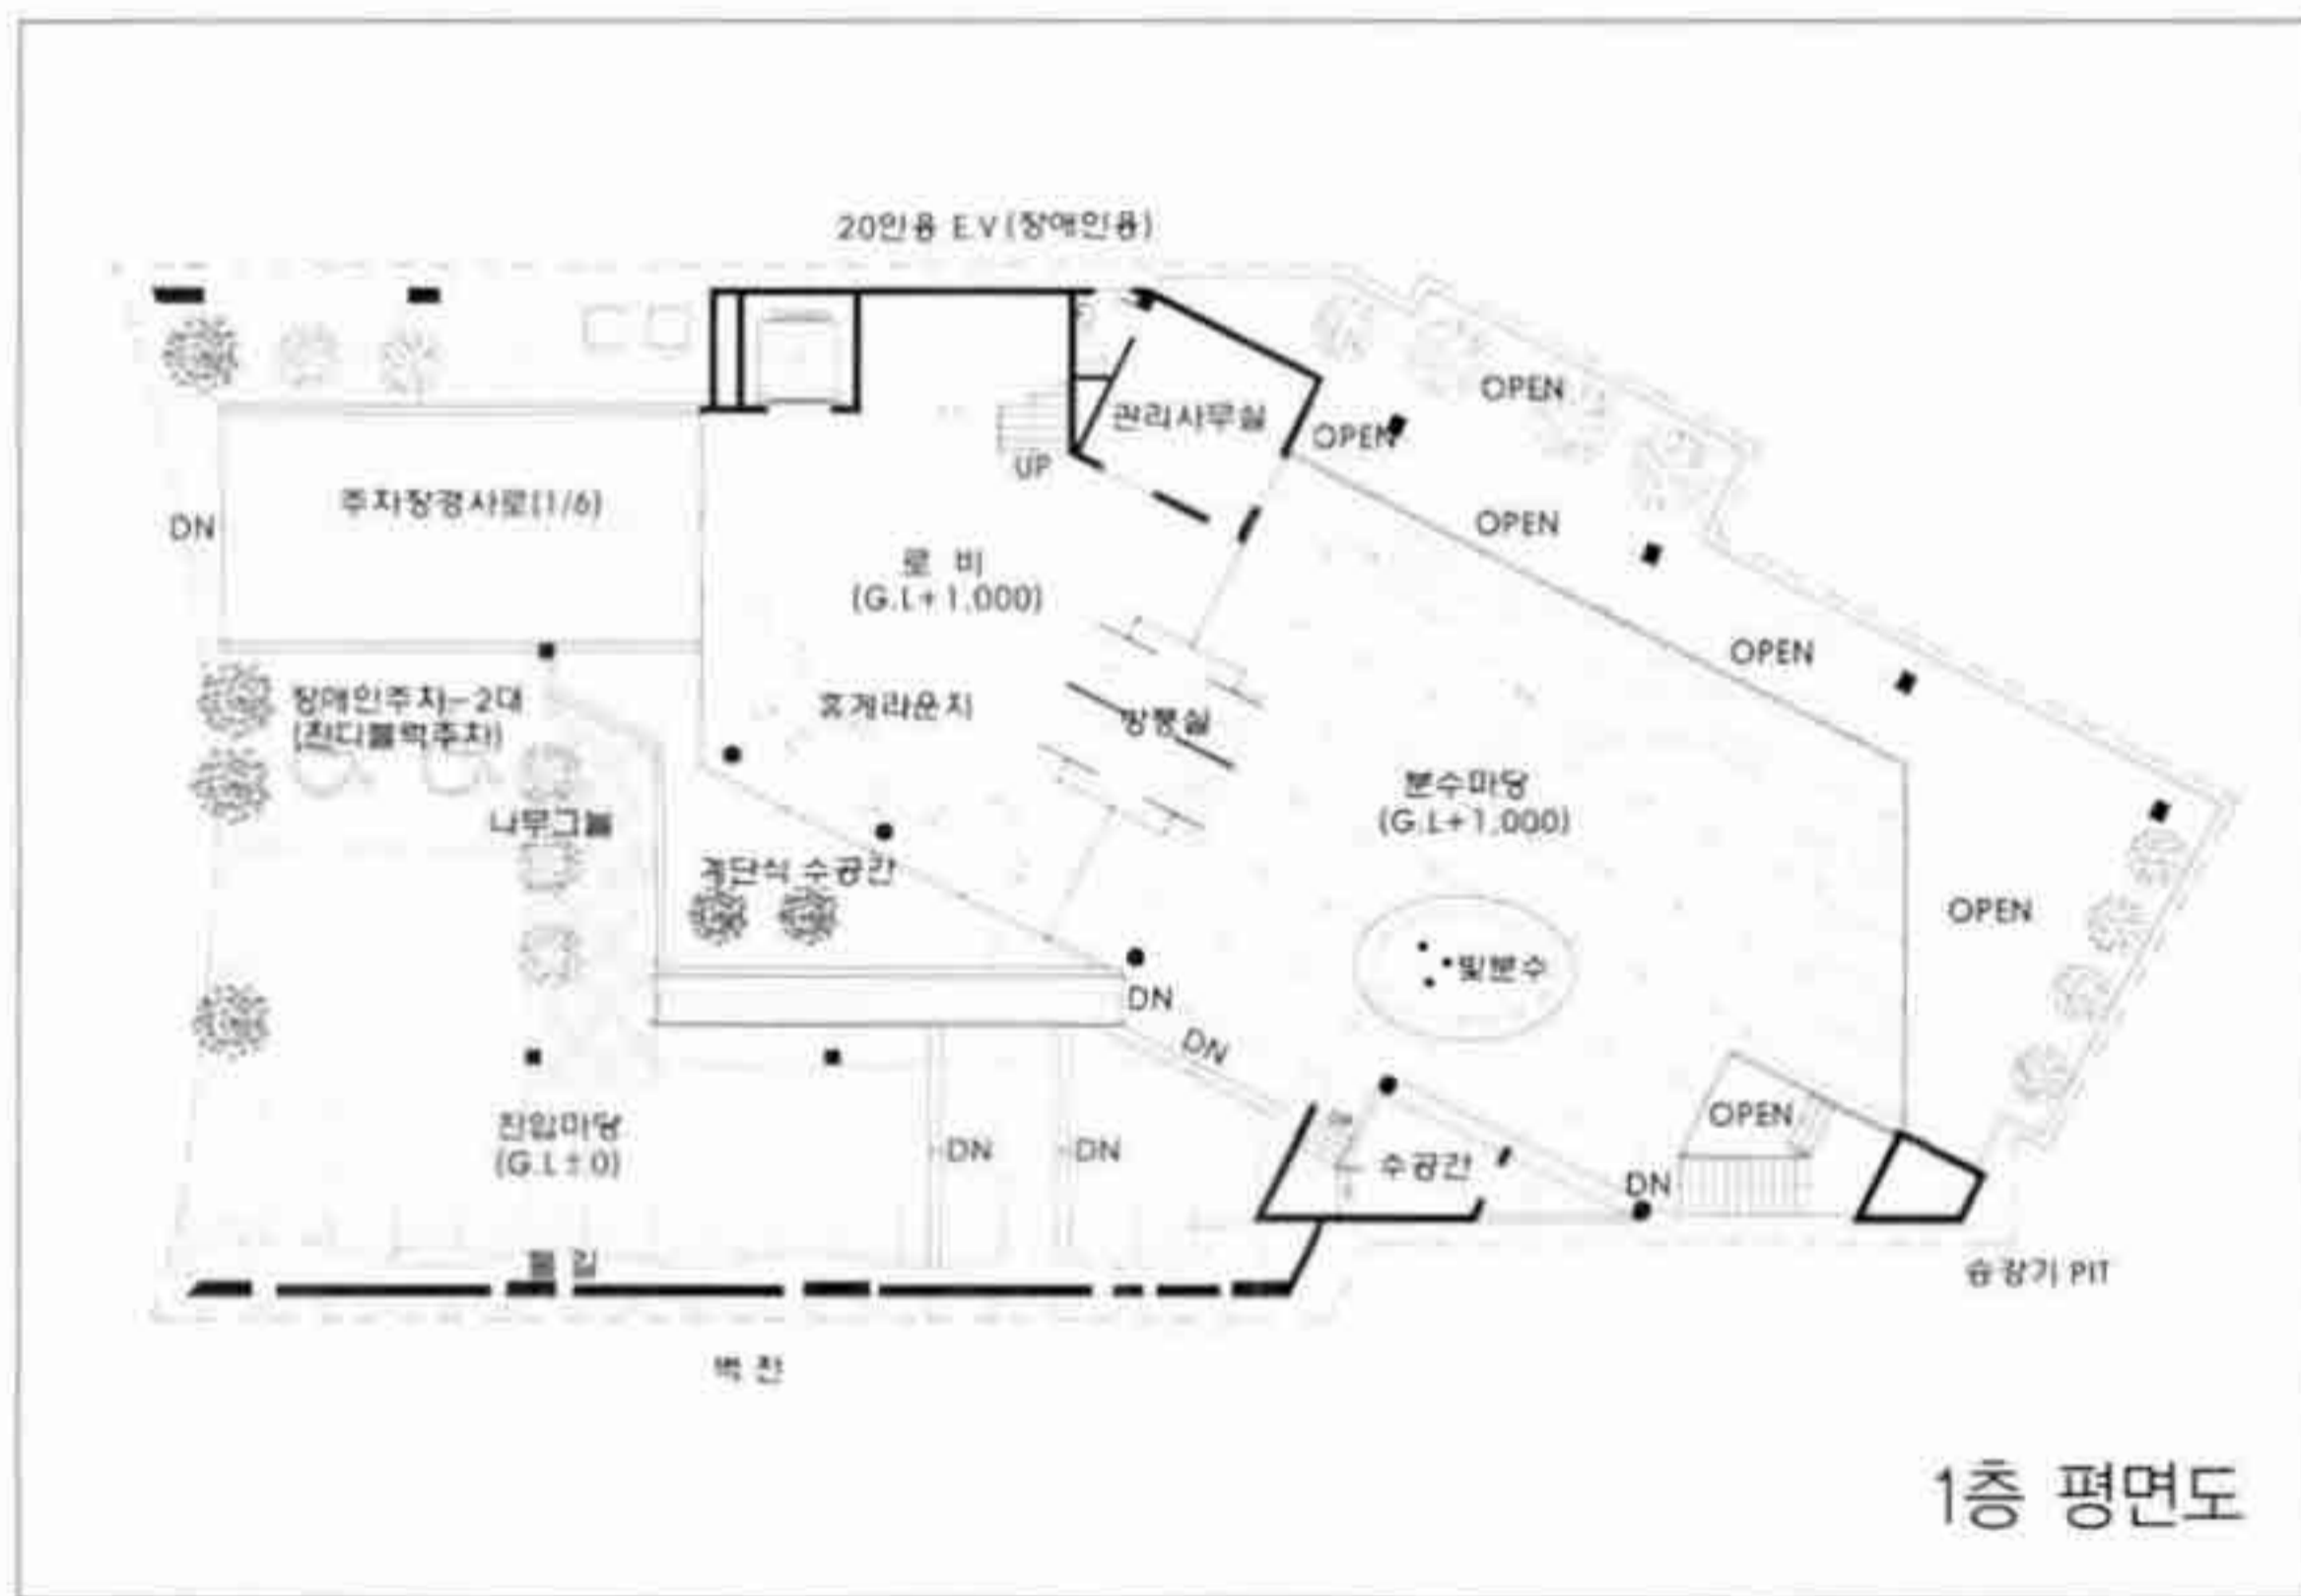 20인용 E.V(장애인용)
OPEN
관리사무실
OPEN
UP
주차장경사로(1/6)
DN
OPEN
로 비
(G.L+1,000)
OPEN
장애인주차-2대
(잔디블럭주차)
휴게라운지
방풍실
분수마당
(G.L+1,000)
나무그늘
계단식 수공간
OPEN
빛분수
DN
DN
OPEN
진입마당
(G.L±0)
DN
DN
수공간
DN
물 길
승강기 PIT
벽 천
1층 평면도